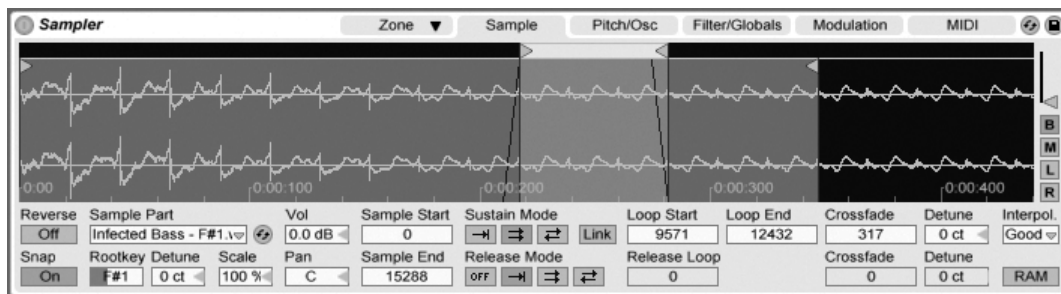 Sampler Zone Sample Pitch/Osc Filter/Globals Modulation MIDI
B
M
L
R
0:00 0:00:100 0:00:200 0:00:300 0:00:400
Reverse Sample Part Vol Sample Start Sustain Mode Loop Start Loop End Crossfade Detune Interpol.
Off Infected Bass - F#1. 0.0 dB 0 Link 9571 12432 317 0 ct Good
Snap Rootkey Detune Scale Pan Sample End Release Mode Release Loop Crossfade Detune
On F#1 0 ct 100 % C 15288 OFF 0 0 0 ct RAM